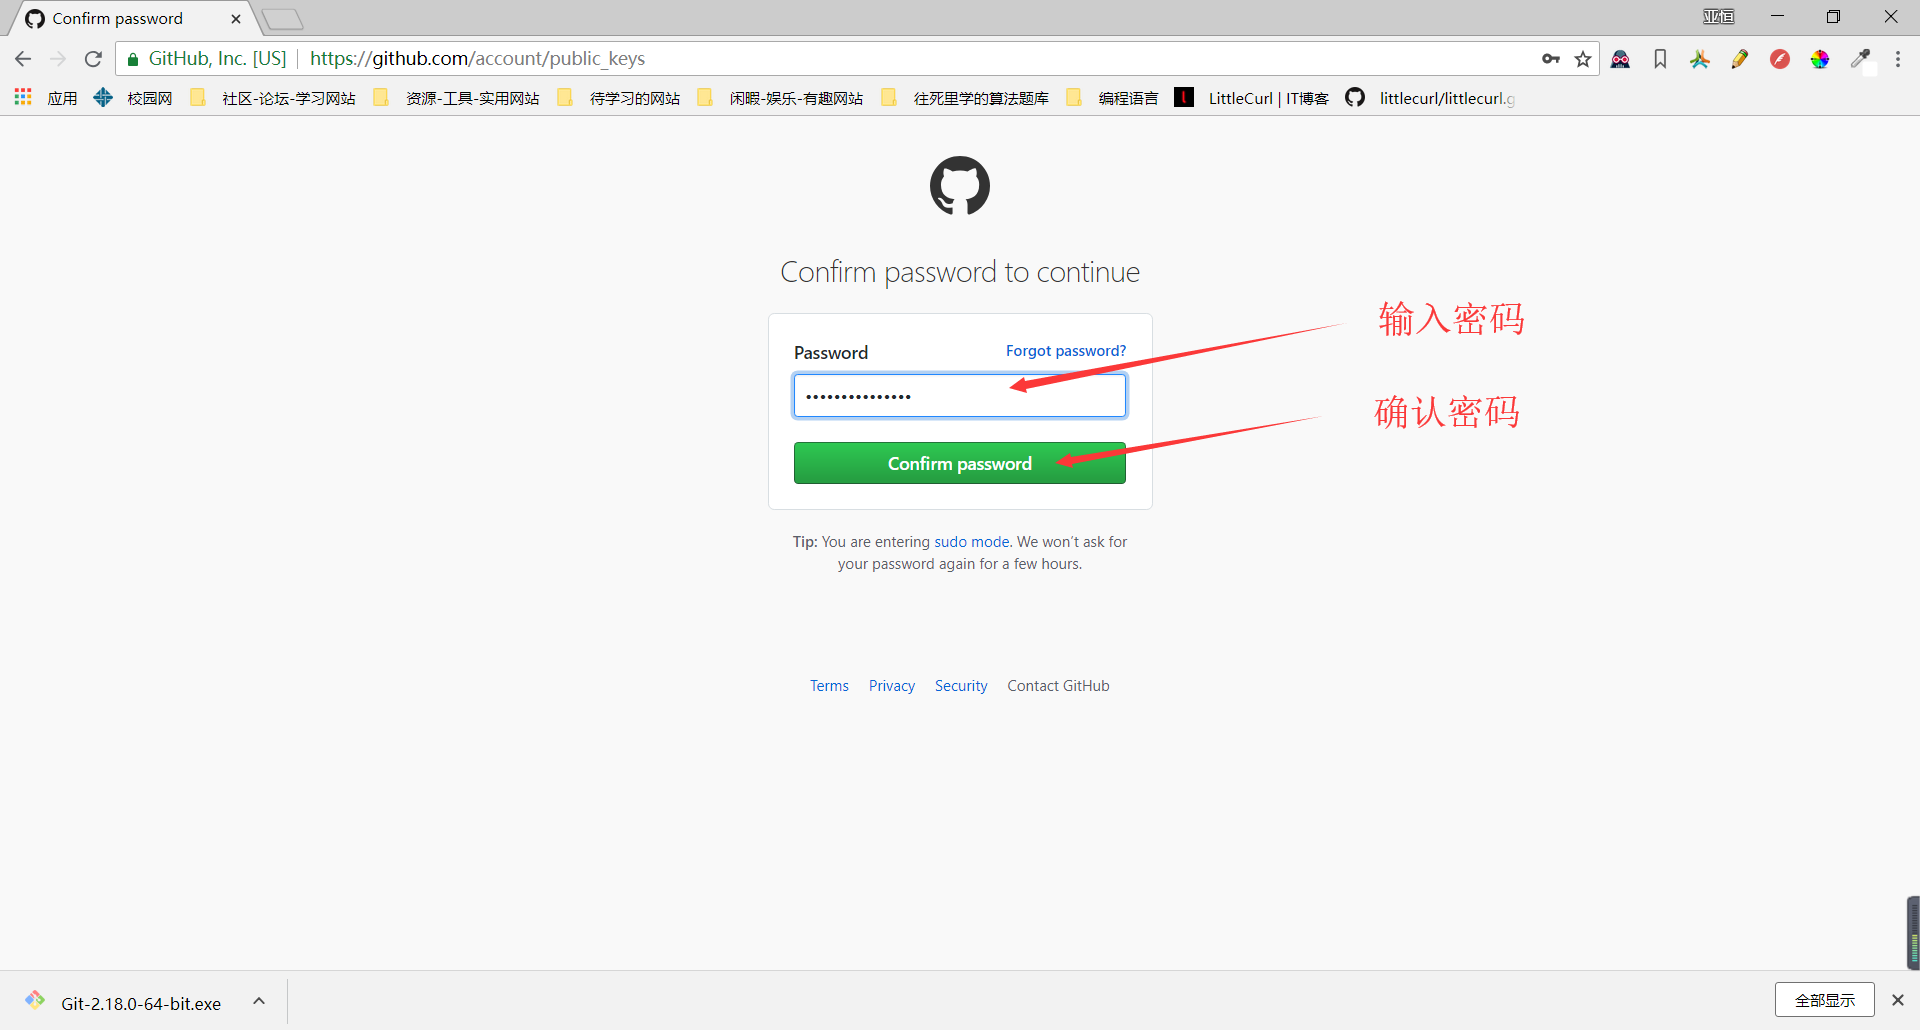 Confirm password
亚恒
GitHub, Inc. [US] https://github.com/account/public_keys
应用 校园网 社区-论坛-学习网站 资源-工具-实用网站 待学习的网站 闲暇-娱乐-有趣网站 往死里学的算法题库 编程语言 LittleCurl | IT博客 littlecurl/littlecurl.g
Confirm password to continue
输入密码
Password Forgot password?
确认密码
Confirm password
Tip: You are entering sudo mode. We won't ask for
your password again for a few hours.
Terms Privacy Security Contact GitHub
Git-2.18.0-64-bit.exe
全部显示